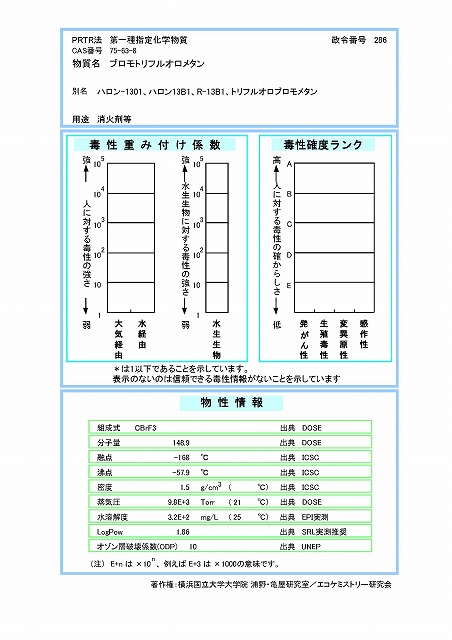 PRTR法 第一種指定化学物質 政令番号 286
CAS番号 75-63-8
物質名 ブロモトリフルオロメタン
別名 ハロン-1301、ハロン13B1、R-13B1、トリフルオロブロモメタン
用途 消火剤等
毒性重み付け係数
強 10^5
10^4
10^3
10^2
10
1
弱
人に対する毒性の強さ
大気経由
水経由
強 10^5
10^4
10^3
10^2
10
1
弱
水生生物に対する毒性の強さ
水生生物
毒性確度ランク
高 A
B
C
D
E
低
人に対する毒性の確からしさ
発がん性
生殖毒性
変異原性
感作性
*は1以下であることを示しています。
表示のないのは信頼できる毒性情報がないことを示しています
物性情報
組成式 CBrF3 出典 DOSE
分子量 148.9 出典 DOSE
融点 -168 ℃ 出典 ICSC
沸点 -57.9 ℃ 出典 ICSC
密度 1.5 g/cm3 ( ℃) 出典 ICSC
蒸気圧 9.8E+3 Torr (21 ℃) 出典 DOSE
水溶解度 3.2E+2 mg/L (25 ℃) 出典 EPI実測
LogPow 1.86 出典 SRL実測推奨
オゾン層破壊係数(ODP) 10 出典 UNEP
(注) E+n は ×10^n、例えば E+3 は ×1000の意味です。
著作権:横浜国立大学大学院 浦野・亀屋研究室/エコケミストリー研究会